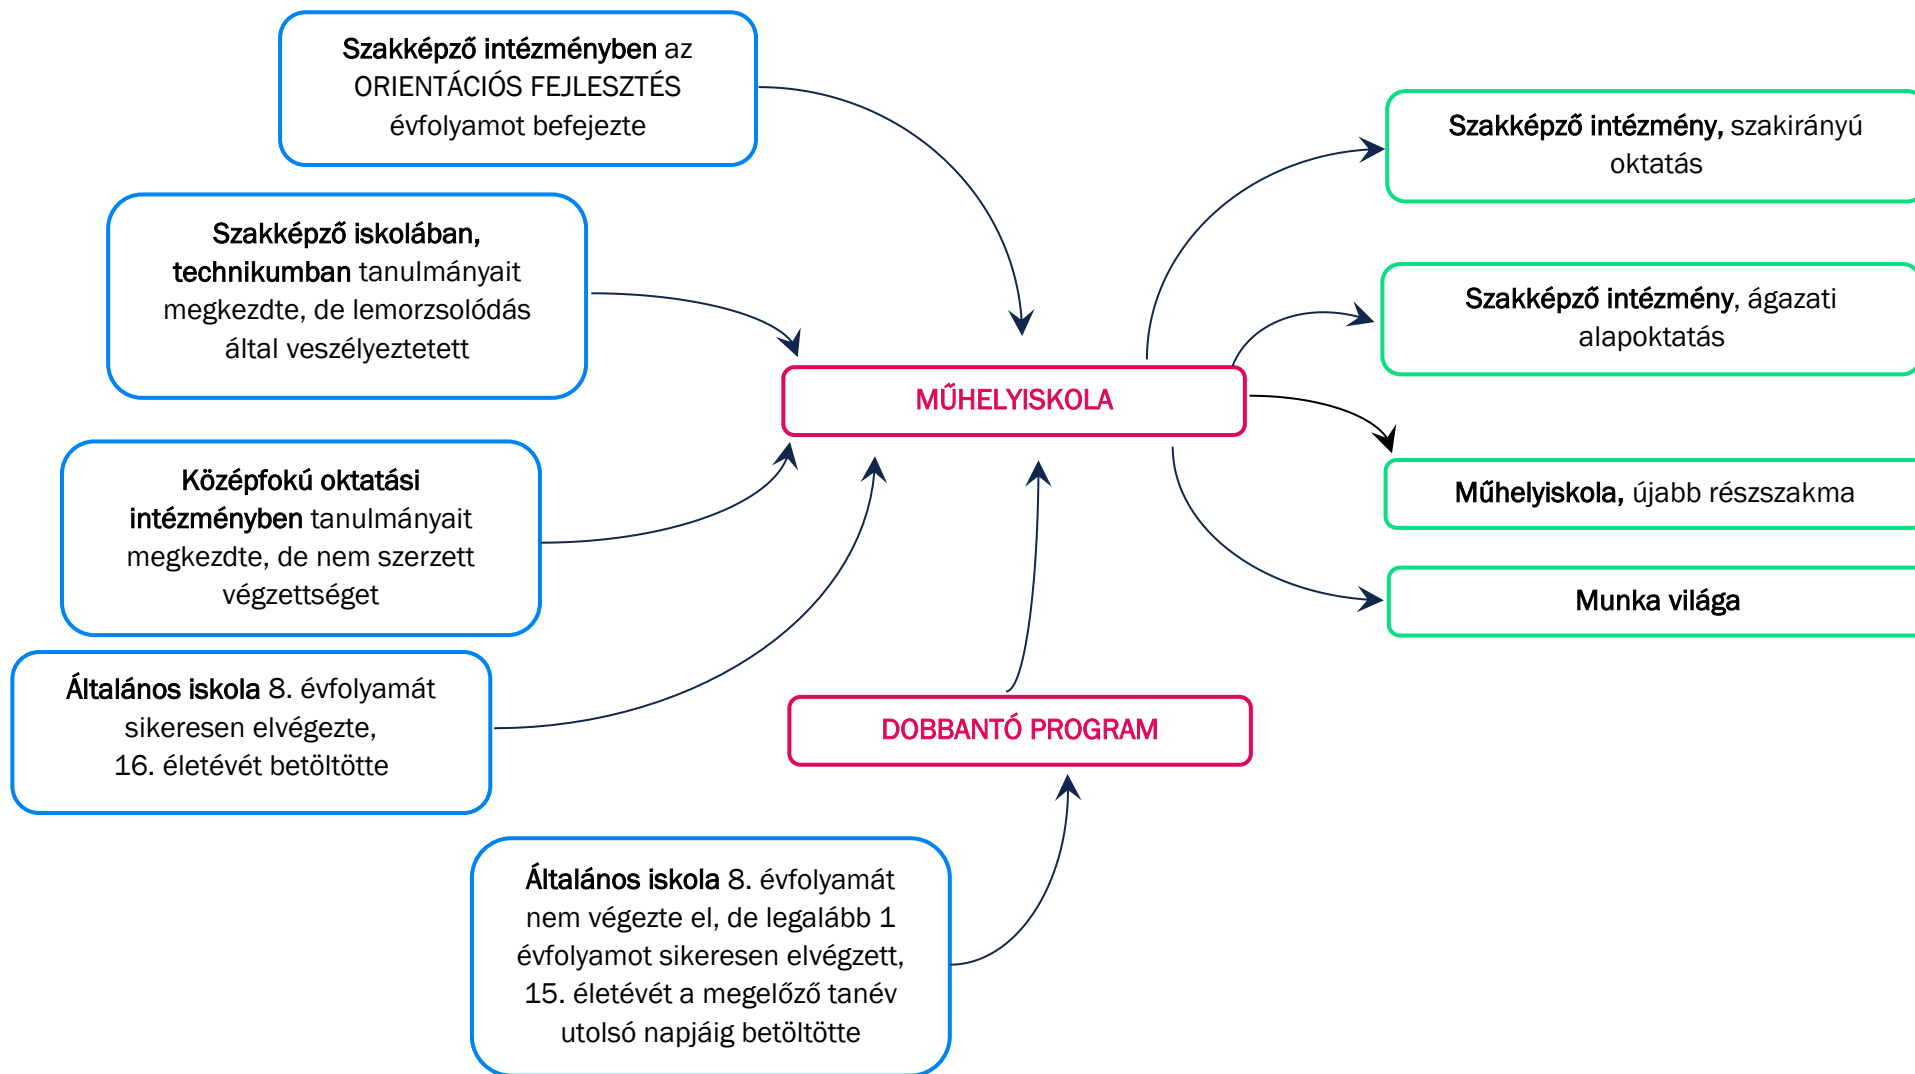 Szakképző intézményben az
ORIENTÁCIÓS FEJLESZTÉS
évfolyamot befejezte
Szakképző iskolában,
technikumban tanulmányait
megkezdte, de lemorzsolódás
által veszélyeztetett
Középfokú oktatási
intézményben tanulmányait
megkezdte, de nem szerzett
végzettséget
Általános iskola 8. évfolyamát
sikeresen elvégezte,
16. életévét betöltötte
Általános iskola 8. évfolyamát
nem végezte el, de legalább 1
évfolyamot sikeresen elvégzett,
15. életévét a megelőző tanév
utolsó napjáig betöltötte
MŰHELYISKOLA
DOBBANTÓ PROGRAM
Szakképző intézmény, szakirányú
oktatás
Szakképző intézmény, ágazati
alapoktatás
Műhelyiskola, újabb részszakma
Munka világa